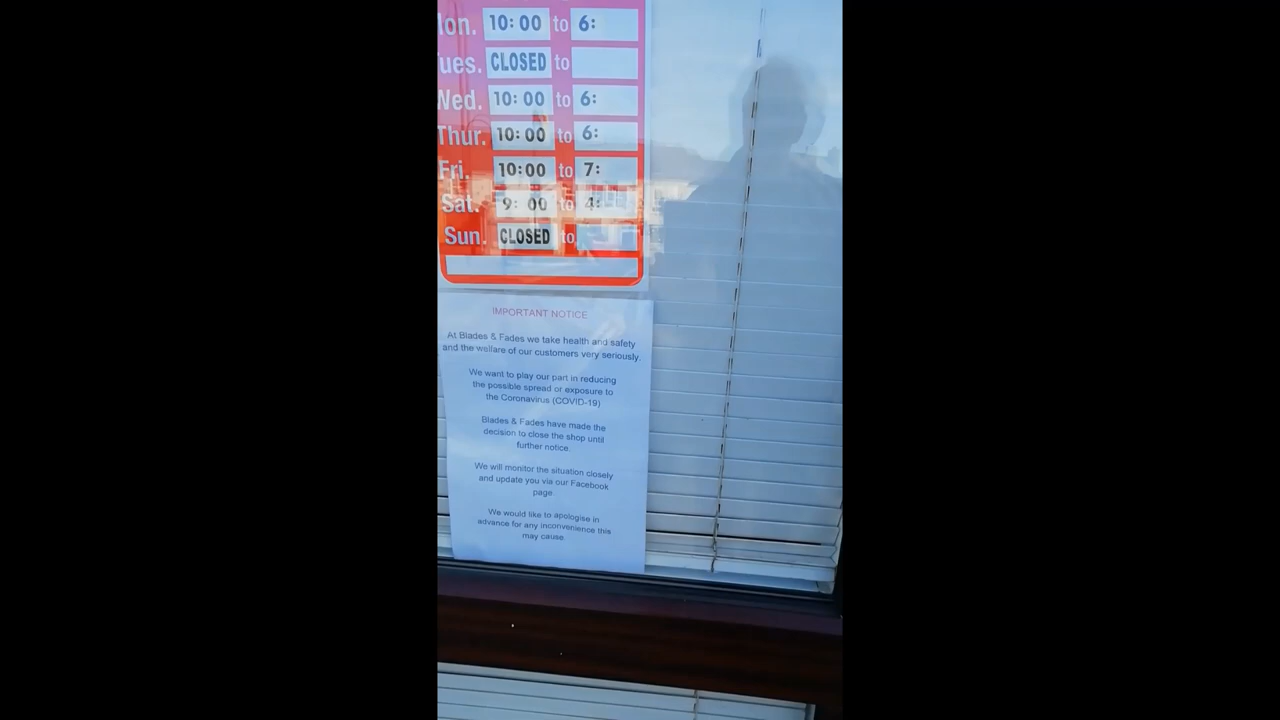 Mon. 10:00 to 6:
Tues. CLOSED to
Wed. 10:00 to 6:
Thur. 10:00 to 6:
Fri. 10:00 to 7:
Sat. 9:00 to 4:
Sun. CLOSED to
IMPORTANT NOTICE
At Blades & Fades we take health and safety
and the welfare of our customers very seriously.
We want to play our part in reducing
the possible spread or exposure to
the Coronavirus (COVID-19)
Blades & Fades have made the
decision to close the shop until
further notice.
We will monitor the situation closely
and update you via our Facebook
page.
We would like to apologise in
advance for any inconvenience this
may cause.